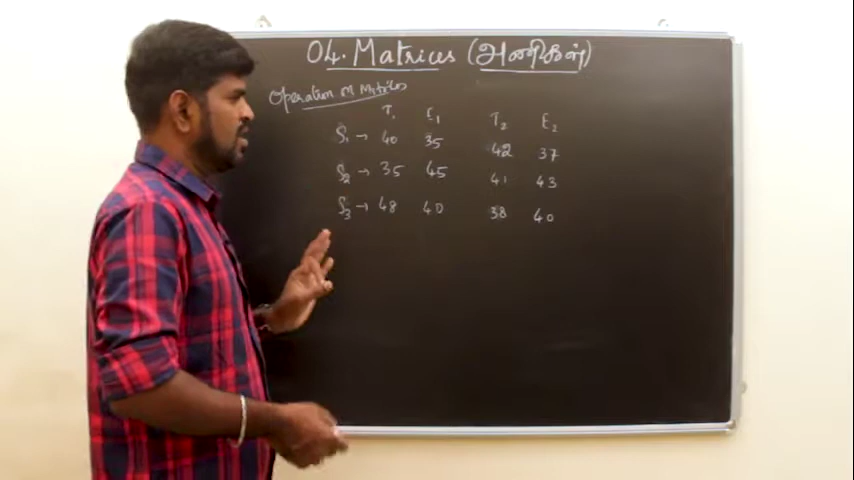 04. Matrices (அணிகள்)
Operation on Matrices
T₁ E₁ T₂ E₂
S₁ → 40 35 42 37
S₂ → 35 45 41 43
S₃ → 48 40 38 40